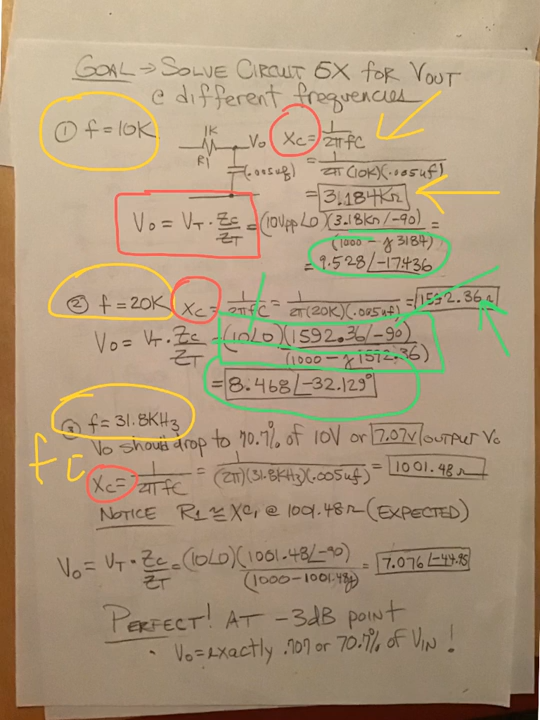 GOAL → SOLVE CIRCUIT 5X FOR VOUT
@ different frequencies
① f = 10K
1K
R1
Vo
(.005uf)
Xc = 1/2πfC
= 1/2π(10K)(.005uf)
= 3.184KΩ
Vo = VT · Zc/ZT = (10Vpp∠0)(3.18KΩ/-90)/(1000 - j 3184) =
= 9.528/-17.436
② f = 20K Xc = 1/2πfC = 1/2π(20K)(.005uf) = 1592.36Ω
Vo = VT · Zc/ZT = (10∠0)(1592.36/-90)/(1000 - j1592.36)
= 8.468/-32.129°
③ f = 31.8KHz
Vo should drop to 70.7% of 10V or 7.07V OUTPUT Vo
fc
Xc = 1/2πfC = 1/(2π)(31.8KHz)(.005uf) = 1001.48Ω
NOTICE R1 ≅ Xc, @ 1001.48Ω (EXPECTED)
Vo = VT · Zc/ZT = (10∠0)(1001.48/-90)/(1000-1001.48j) = 7.076/-44.95
PERFECT! AT -3dB POINT
· Vo = exactly .707 or 70.7% of VIN !